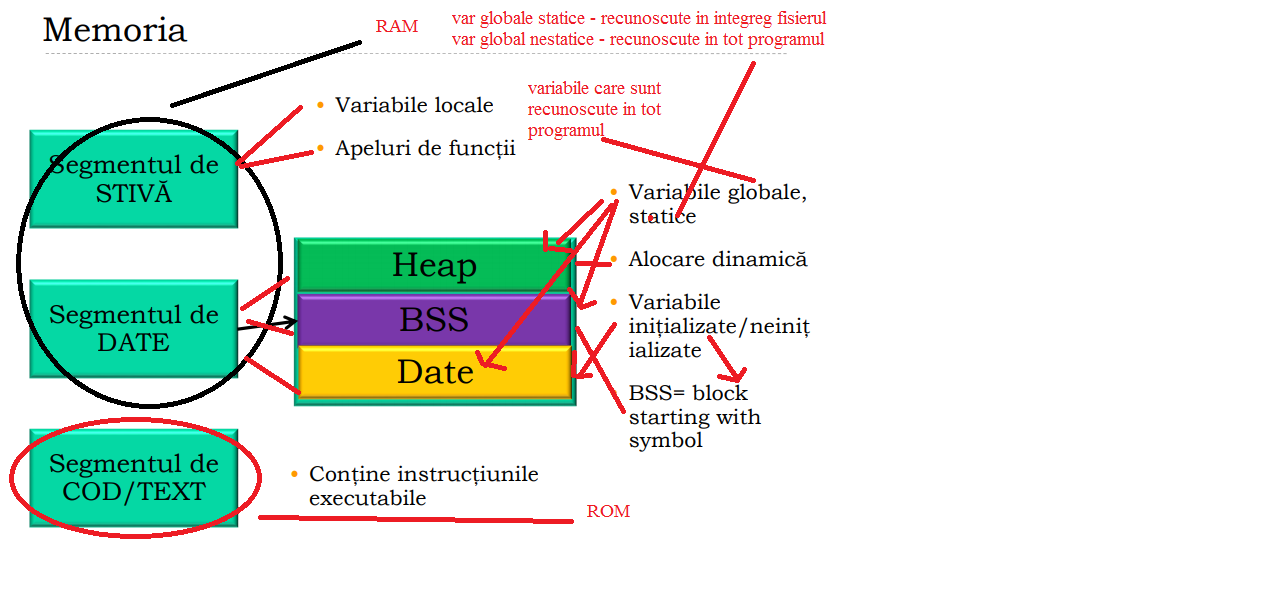 Memoria
RAM
var globale statice - recunoscute in integreg fisierul
var global nestatice - recunoscute in tot programul
variabile care sunt
recunoscute in tot
programul
• Variabile locale
• Apeluri de funcții
Segmentul de
STIVĂ
• Variabile globale,
statice
• Alocare dinamică
• Variabile
inițializate/neiniț
ializate
BSS= block
starting with
symbol
Heap
BSS
Date
Segmentul de
DATE
Segmentul de
COD/TEXT
• Conține instrucțiunile
executabile
ROM